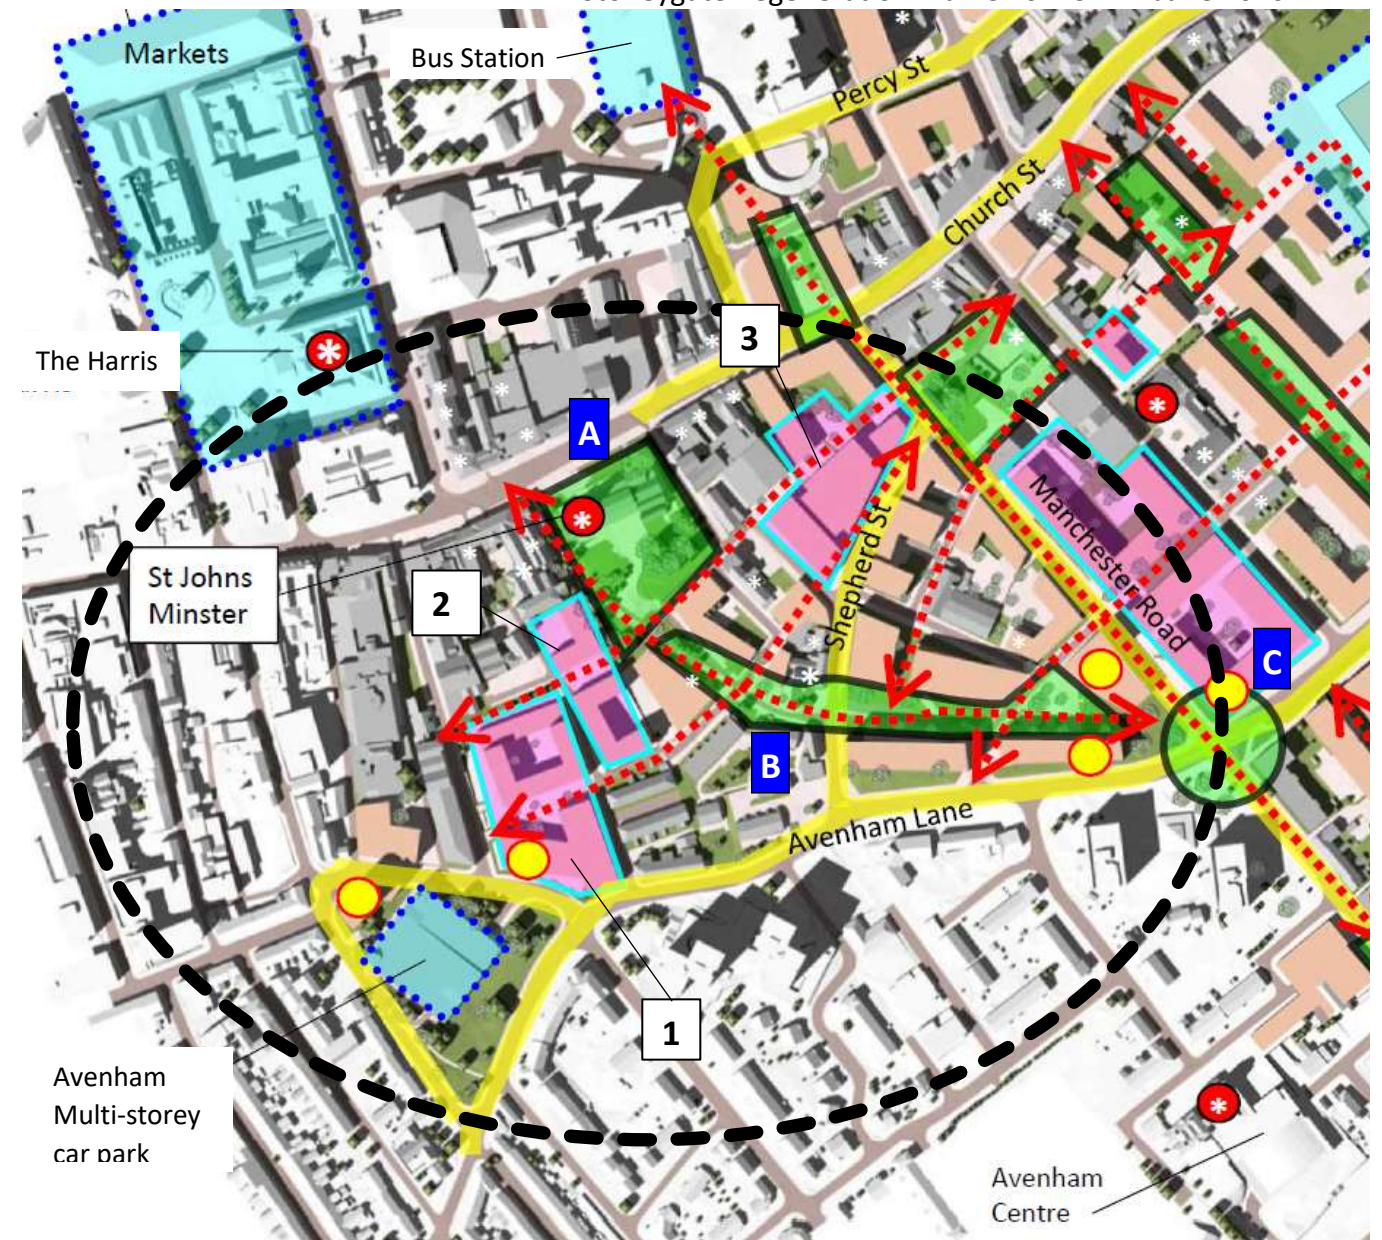 Markets
Bus Station
Percy St
Church St
The Harris
3
A
St Johns
Minster
2
Manchester Road
Shepherd St
C
B
Avenham Lane
1
Avenham
Multi-storey
car park
Avenham
Centre